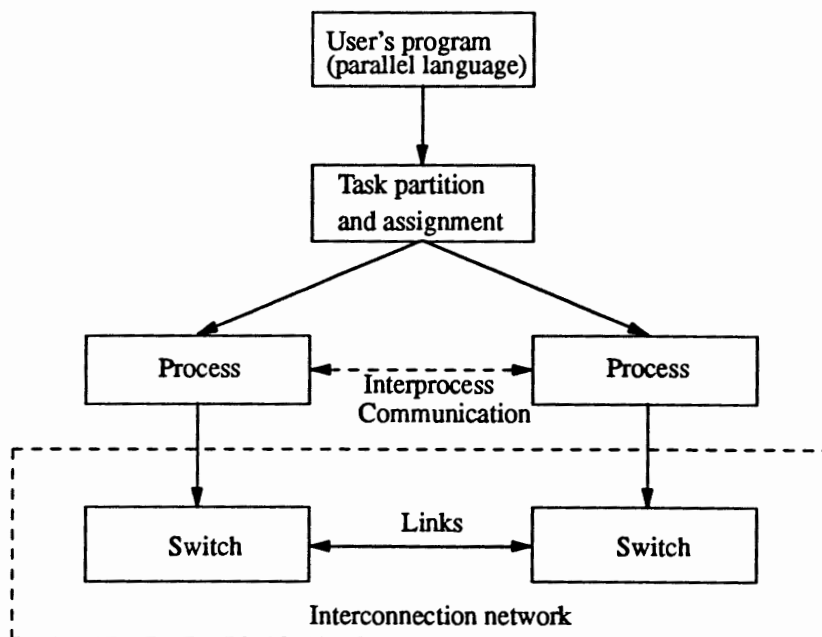 User's program
(parallel language)
Task partition
and assignment
Process
Process
Interprocess
Communication
Links
Switch
Switch
Interconnection network